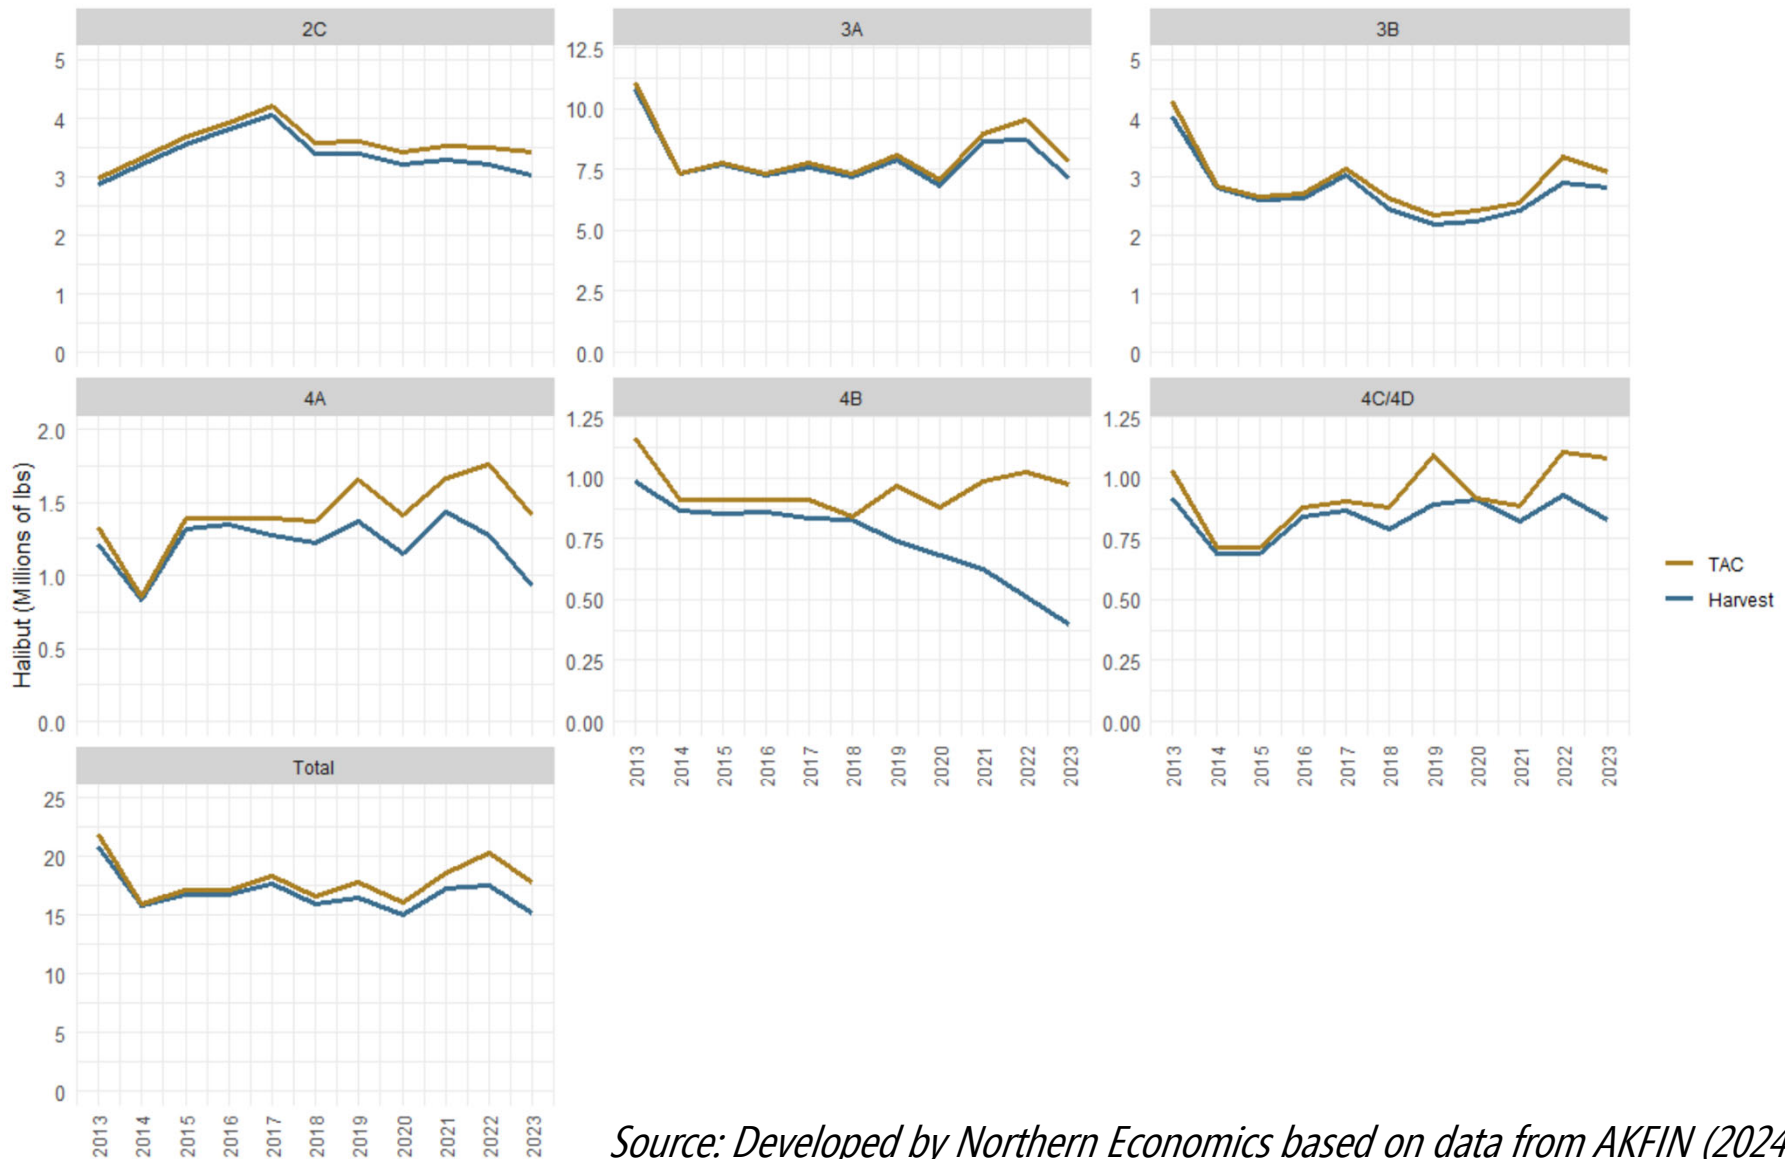 2C
3A
3B
5
4
3
2
1
0
12.5
10.0
7.5
5.0
2.5
0.0
5
4
3
2
1
0
4A
4B
4C/4D
Halibut (Millions of lbs)
2.0
1.5
1.0
0.5
0.0
1.25
1.00
0.75
0.50
0.25
0.00
1.25
1.00
0.75
0.50
0.25
0.00
TAC
Harvest
2013 2014 2015 2016 2017 2018 2019 2020 2021 2022 2023
2013 2014 2015 2016 2017 2018 2019 2020 2021 2022 2023
Total
25
20
15
10
5
0
2013 2014 2015 2016 2017 2018 2019 2020 2021 2022 2023
Source: Developed by Northern Economics based on data from AKFIN (2024